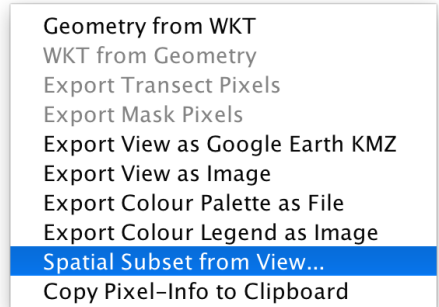 Geometry from WKT
WKT from Geometry
Export Transect Pixels
Export Mask Pixels
Export View as Google Earth KMZ
Export View as Image
Export Colour Palette as File
Export Colour Legend as Image
Spatial Subset from View...
Copy Pixel-Info to Clipboard